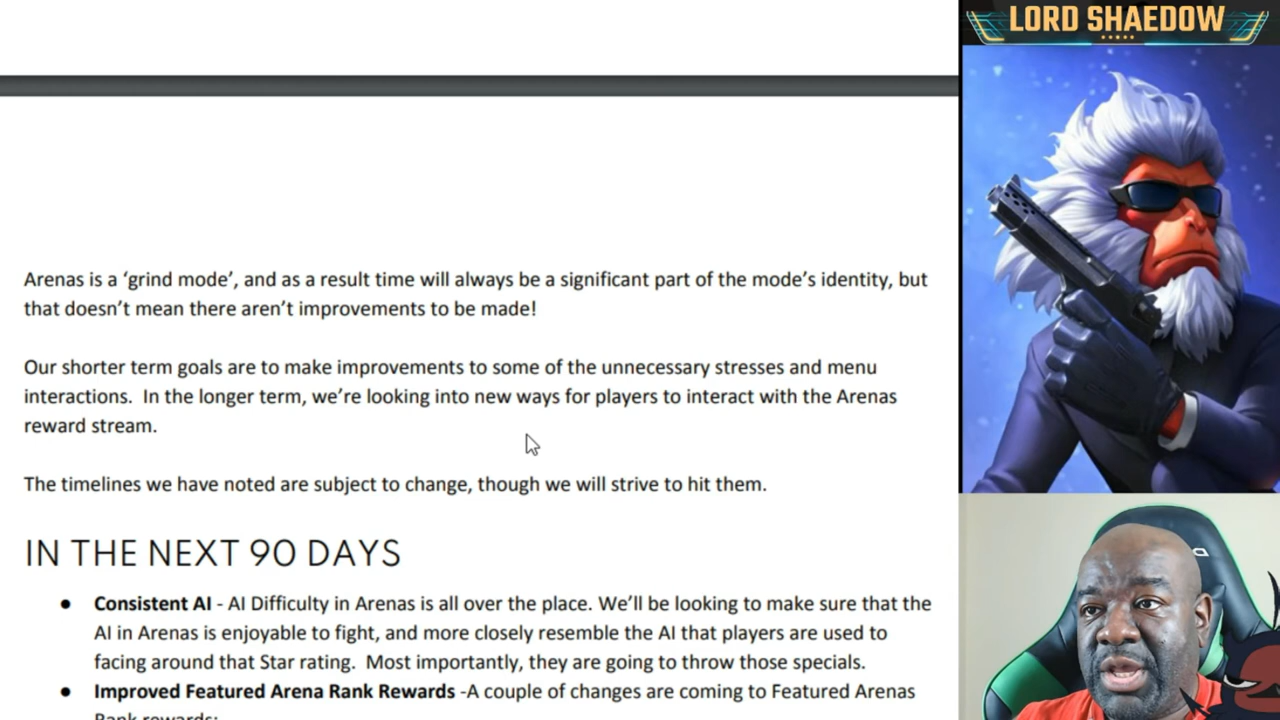 LORD SHAEDOW
Arenas is a ‘grind mode’, and as a result time will always be a significant part of the mode’s identity, but
that doesn’t mean there aren’t improvements to be made!
Our shorter term goals are to make improvements to some of the unnecessary stresses and menu
interactions.  In the longer term, we’re looking into new ways for players to interact with the Arenas
reward stream.
The timelines we have noted are subject to change, though we will strive to hit them.
IN THE NEXT 90 DAYS
● Consistent AI - AI Difficulty in Arenas is all over the place. We’ll be looking to make sure that the
AI in Arenas is enjoyable to fight, and more closely resemble the AI that players are used to
facing around that Star rating.  Most importantly, they are going to throw those specials.
● Improved Featured Arena Rank Rewards -A couple of changes are coming to Featured Arenas
Rank rewards: